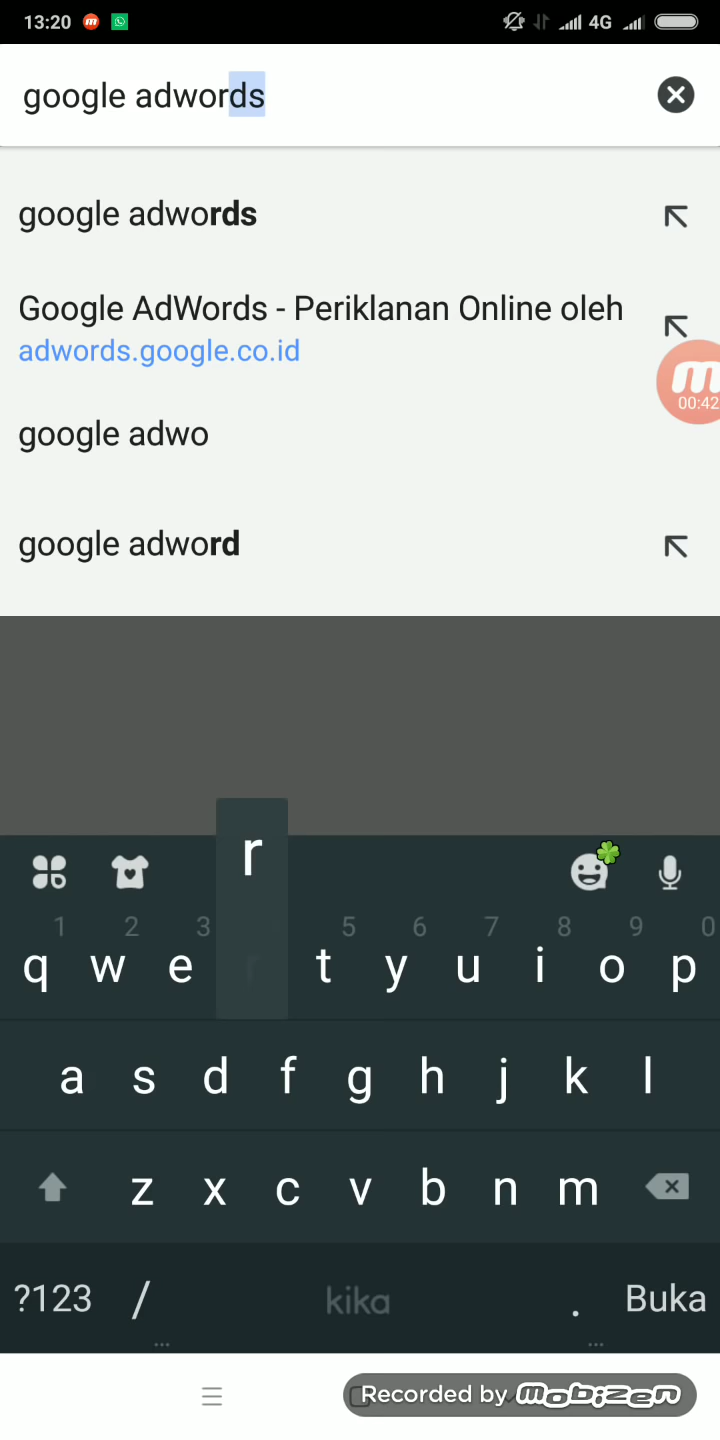 13:20
4G
google adwords
google adwords
Google AdWords - Periklanan Online oleh
adwords.google.co.id
00:42
google adwo
google adword
r
1 2 3 5 6 7 8 9 0
q w e r t y u i o p
a s d f g h j k l
z x c v b n m
?123 / kika . Buka
Recorded by mobizen